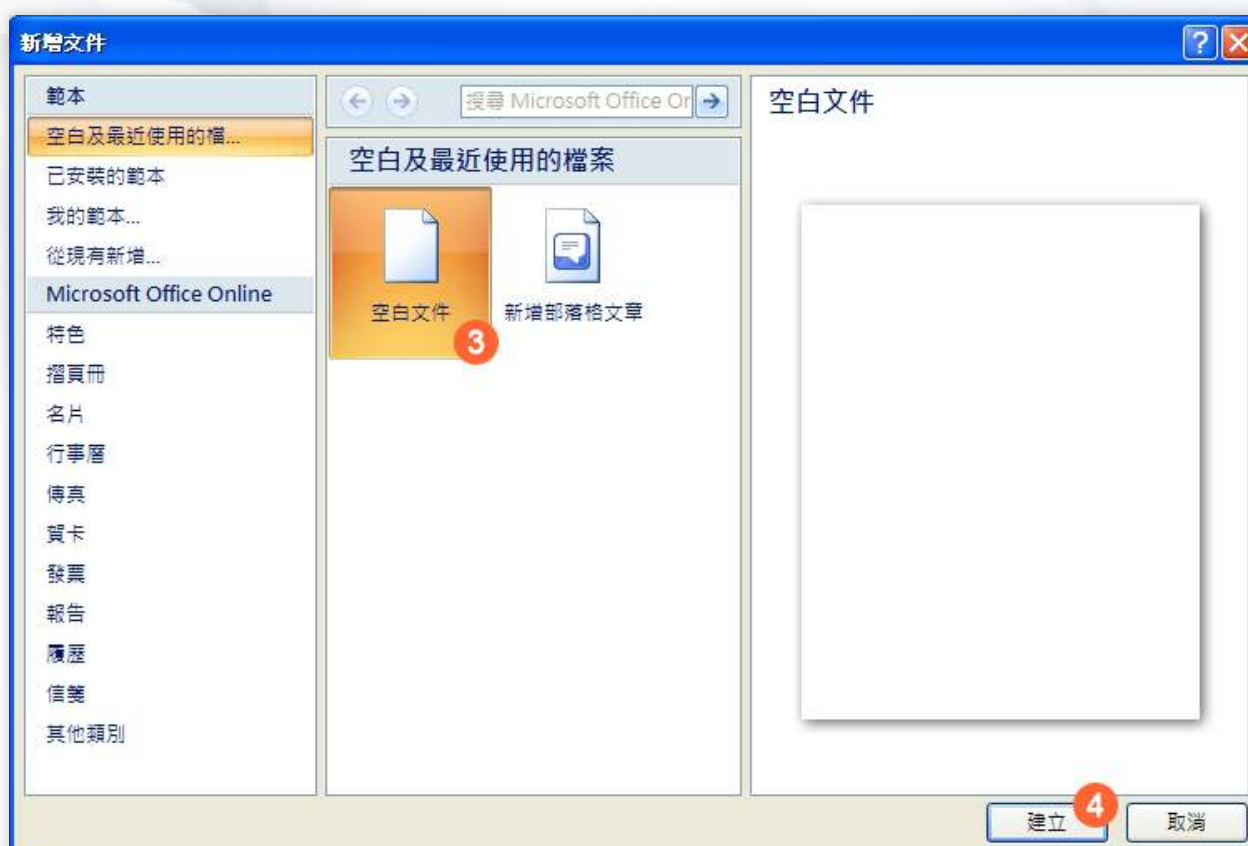 新增文件
範本
空白及最近使用的檔...
已安裝的範本
我的範本...
從現有新增...
Microsoft Office Online
特色
摺頁冊
名片
行事曆
傳真
賀卡
發票
報告
履歷
信箋
其他類別
搜尋 Microsoft Office Or
空白及最近使用的檔案
空白文件
3
新增部落格文章
空白文件
建立
4
取消